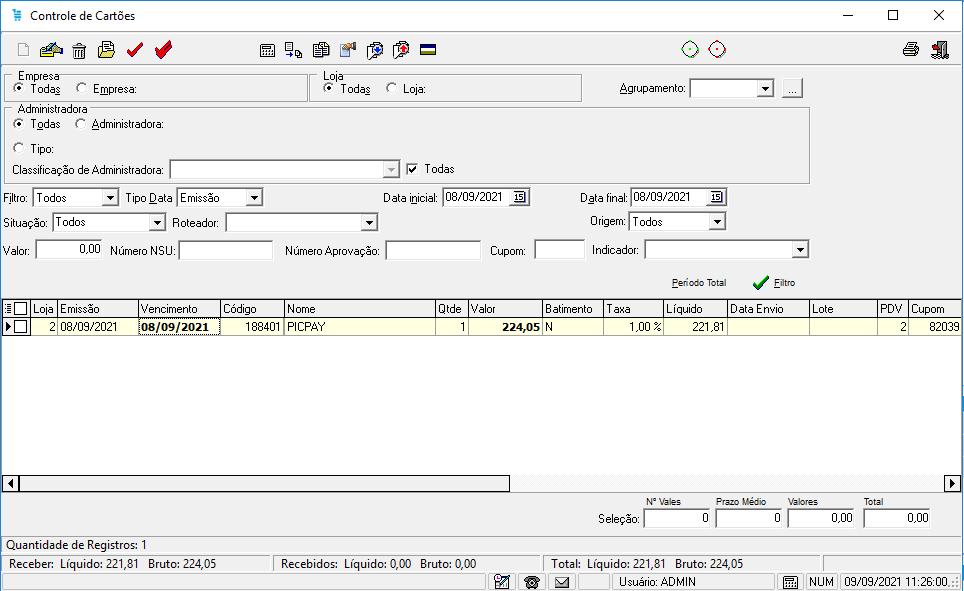 Controle de Cartões
Empresa
Todas Empresa:
Loja
Todas Loja:
Agrupamento: ...
Administradora
Todas Administradora:
Tipo:
Classificação de Administradora: Todas
Filtro: Todos Tipo Data Emissão Data inicial: 08/09/2021 15 Data final: 08/09/2021 15
Situação: Todos Roteador: Origem: Todos
Valor: 0,00 Número NSU: Número Aprovação: Cupom: Indicador:
Período Total Filtro
Loja Emissão Vencimento Código Nome Qtde Valor Batimento Taxa Líquido Data Envio Lote PDV Cupom
2 08/09/2021 08/09/2021 188401 PICPAY 1 224,05 N 1,00 % 221,81 2 82039
Nº Vales Prazo Médio Valores Total
Seleção: 0 0 0,00 0,00
Quantidade de Registros: 1
Receber: Líquido: 221,81 Bruto: 224,05 Recebidos: Líquido: 0,00 Bruto: 0,00 Total: Líquido: 221,81 Bruto: 224,05
Usuário: ADMIN NUM 09/09/2021 11:26:00